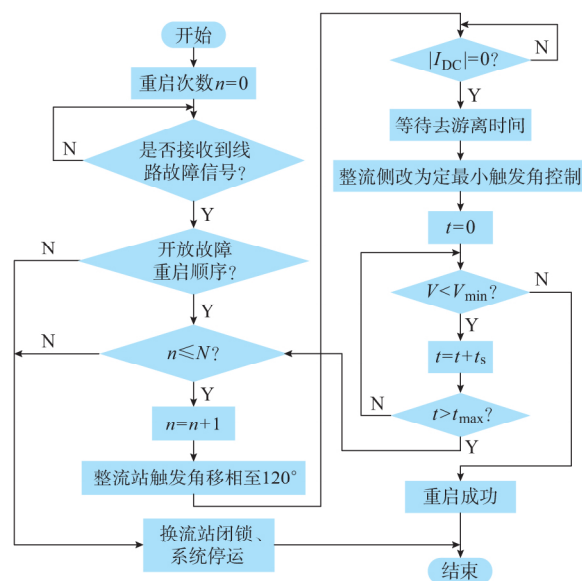 开始
重启次数n=0
N
是否接收到线
路故障信号?
Y
N
开放故障
重启顺序?
Y
N
n≤N?
Y
n=n+1
整流站触发角移相至120°
换流站闭锁、
系统停运
|I_DC|=0?
N
Y
等待去游离时间
整流侧改为定最小触发角控制
t=0
V<V_min?
N
Y
t=t+t_s
N
t>t_max?
Y
重启成功
结束